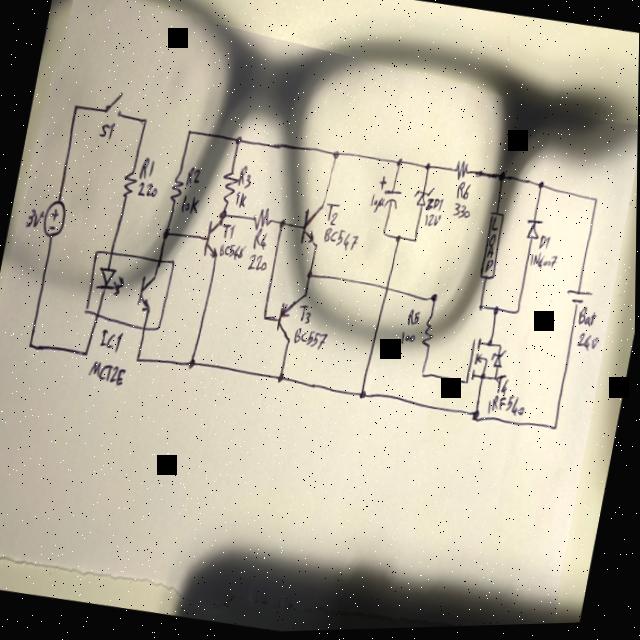 S1
3V
R1
220
R2
1K
R3
1K
T1
BC546
R4
220
T2
BC547
T3
BC557
IC1
MCT2E
1µF
ZD1
12V
R6
330
R5
100
LOAD
D1
1N4007
T4
IRF540
Bat
24V